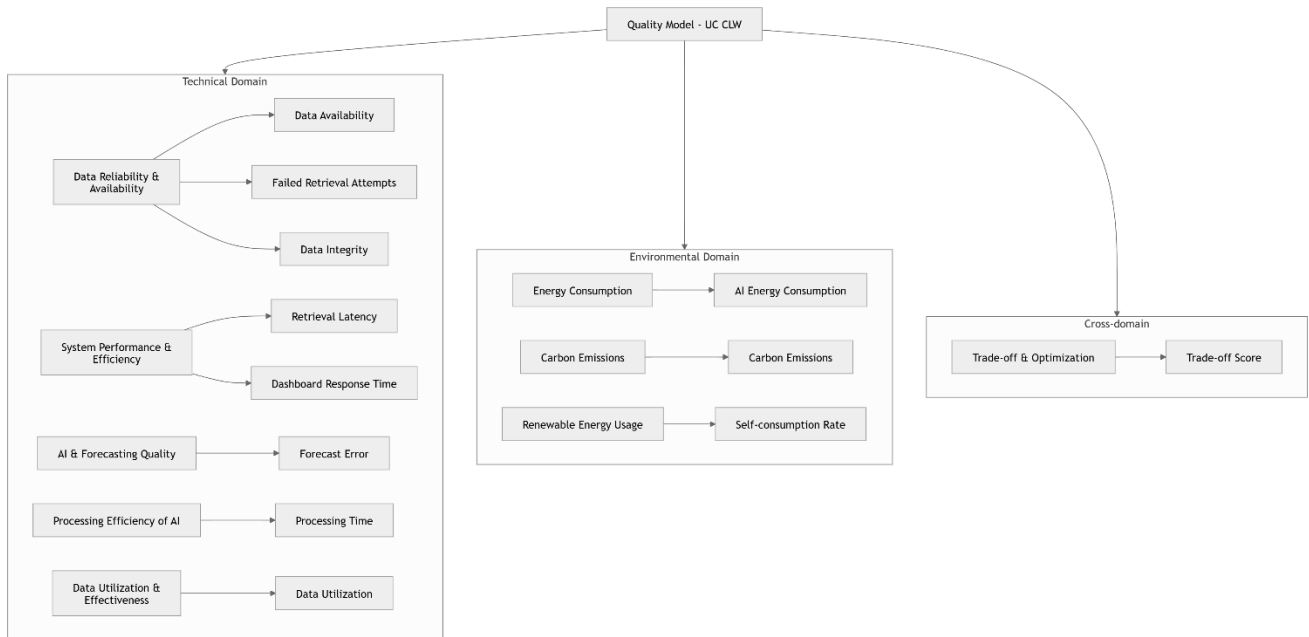 Quality Model - UC CLW
Technical Domain
Data Reliability &
Availability
Data Availability
Failed Retrieval Attempts
Data Integrity
System Performance &
Efficiency
Retrieval Latency
Dashboard Response Time
AI & Forecasting Quality
Forecast Error
Processing Efficiency of AI
Processing Time
Data Utilization &
Effectiveness
Data Utilization
Environmental Domain
Energy Consumption
AI Energy Consumption
Carbon Emissions
Carbon Emissions
Renewable Energy Usage
Self-consumption Rate
Cross-domain
Trade-off & Optimization
Trade-off Score